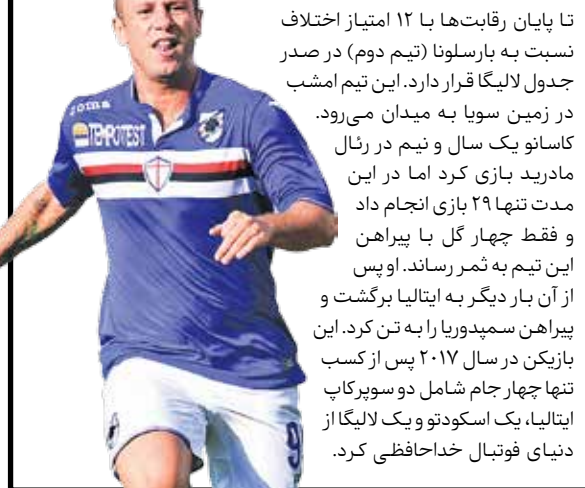 تا پایان رقابت‌ها با ۱۲ امتیاز اختلاف
نسبت به بارسلونا (تیم دوم) در صدر
جدول لالیگا قرار دارد. این تیم امشب
در زمین سویا به میدان می‌رود.
کاسانو یک سال و نیم در رئال
مادرید بازی کرد اما در این
مدت تنها ۲۹ بازی انجام داد
و فقط چهار گل با پیراهن
این تیم به ثمر رساند. او پس
از آن بار دیگر به ایتالیا برگشت و
پیراهن سمپدوریا را به تن کرد. این
بازیکن در سال ۲۰۱۷ پس از کسب
تنها چهار جام شامل دو سوپرکاپ
ایتالیا، یک اسکودتو و یک لالیگا از
دنیای فوتبال خداحافظی کرد.
Joma
TEMPOTEST